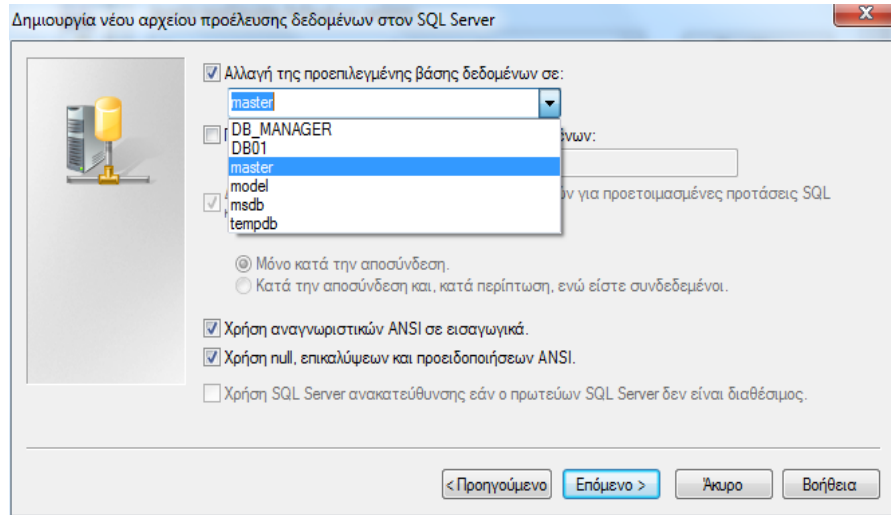 Δημιουργία νέου αρχείου προέλευσης δεδομένων στον SQL Server
Αλλαγή της προεπιλεγμένης βάσης δεδομένων σε:
master
DB_MANAGER
ένων:
DB01
master
model
ών για προετοιμασμένες προτάσεις SQL
msdb
tempdb
Μόνο κατά την αποσύνδεση.
Κατά την αποσύνδεση και, κατά περίπτωση, ενώ είστε συνδεδεμένοι.
Χρήση αναγνωριστικών ANSI σε εισαγωγικά.
Χρήση null, επικαλύψεων και προειδοποιήσεων ANSI.
Χρήση SQL Server ανακατεύθυνσης εάν ο πρωτεύων SQL Server δεν είναι διαθέσιμος.
< Προηγούμενο Επόμενο > Άκυρο Βοήθεια